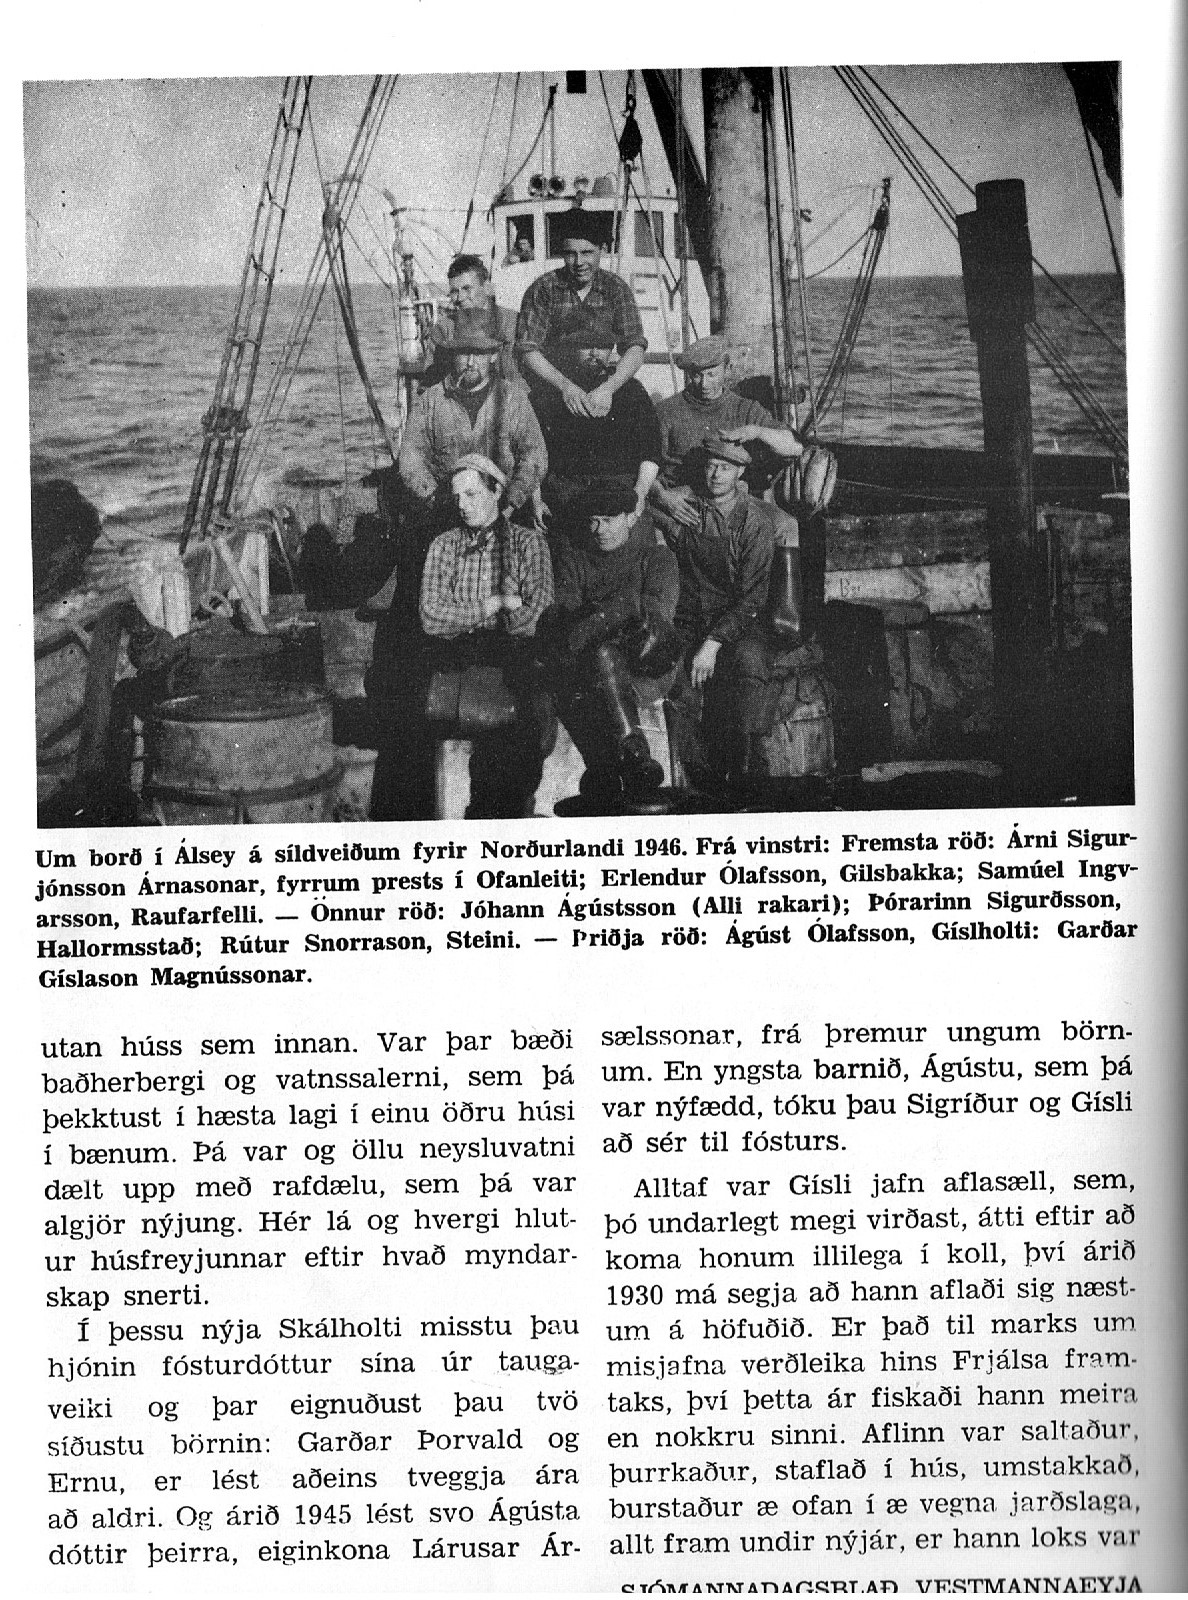 Um borð í Álsey á síldveiðum fyrir Norðurlandi 1946. Frá vinstri: Fremsta röð: Árni Sigur-
jónsson Árnasonar, fyrrum prests í Ofanleiti; Erlendur Ólafsson, Gilsbakka; Samúel Ingv-
arsson, Raufarfelli. — Önnur röð: Jóhann Ágústsson (Alli rakari); Þórarinn Sigurðsson,
Hallormsstað; Rútur Snorrason, Steini. — Þriðja röð: Ágúst Ólafsson, Gíslholti: Garðar
Gíslason Magnússonar.
utan húss sem innan. Var þar bæði
baðherbergi og vatnssalerni, sem þá
þekktust í hæsta lagi í einu öðru húsi
í bænum. Þá var og öllu neysluvatni
dælt upp með rafdælu, sem þá var
algjör nýjung. Hér lá og hvergi hlut-
ur húsfreyjunnar eftir hvað myndar-
skap snerti.
Í þessu nýja Skálholti misstu þau
hjónin fósturdóttur sína úr tauga-
veiki og þar eignuðust þau tvö
síðustu börnin: Garðar Þorvald og
Ernu, er lést aðeins tveggja ára
að aldri. Og árið 1945 lést svo Ágústa
dóttir þeirra, eiginkona Lárusar Ár-
sælssonar, frá þremur ungum börn-
um. En yngsta barnið, Ágústu, sem þá
var nýfædd, tóku þau Sigríður og Gísli
að sér til fósturs.
Alltaf var Gísli jafn aflasæll, sem,
þó undarlegt megi virðast, átti eftir að
koma honum illilega í koll, því árið
1930 má segja að hann aflaði sig næst-
um á höfuðið. Er það til marks um
misjafna verðleika hins Frjálsa fram-
taks, því þetta ár fiskaði hann meira
en nokkru sinni. Aflinn var saltaður,
þurrkaður, staflað í hús, umstakkað,
burstaður æ ofan í æ vegna jarðslaga,
allt fram undir nýjár, er hann loks var
SJÓMANNADAGSBLAÐ VESTMANNAEYJA